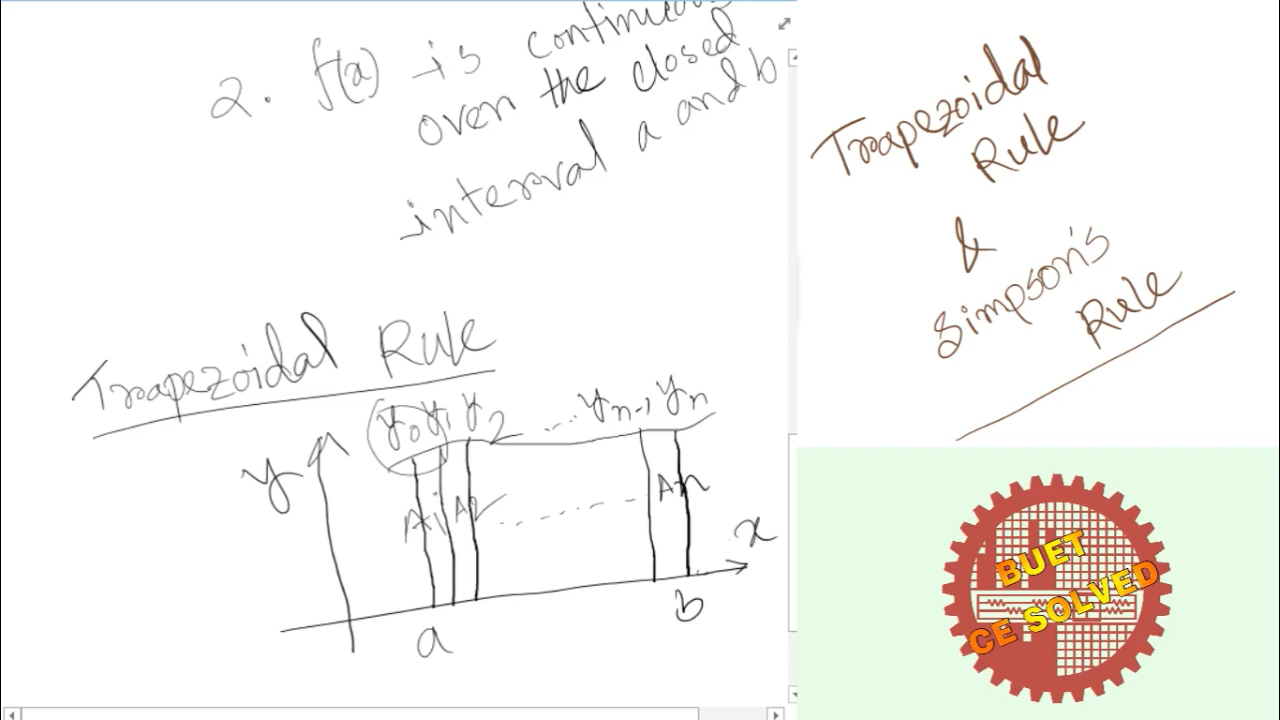 2. f(x) is continuous
over the closed
interval a and b
Trapezoidal Rule
y0 y1 y2 ... yn-1 yn
y
A1 A2 An
x
a
b
Trapezoidal
Rule
&
Simpson's
Rule
BUET
CE SOLVED